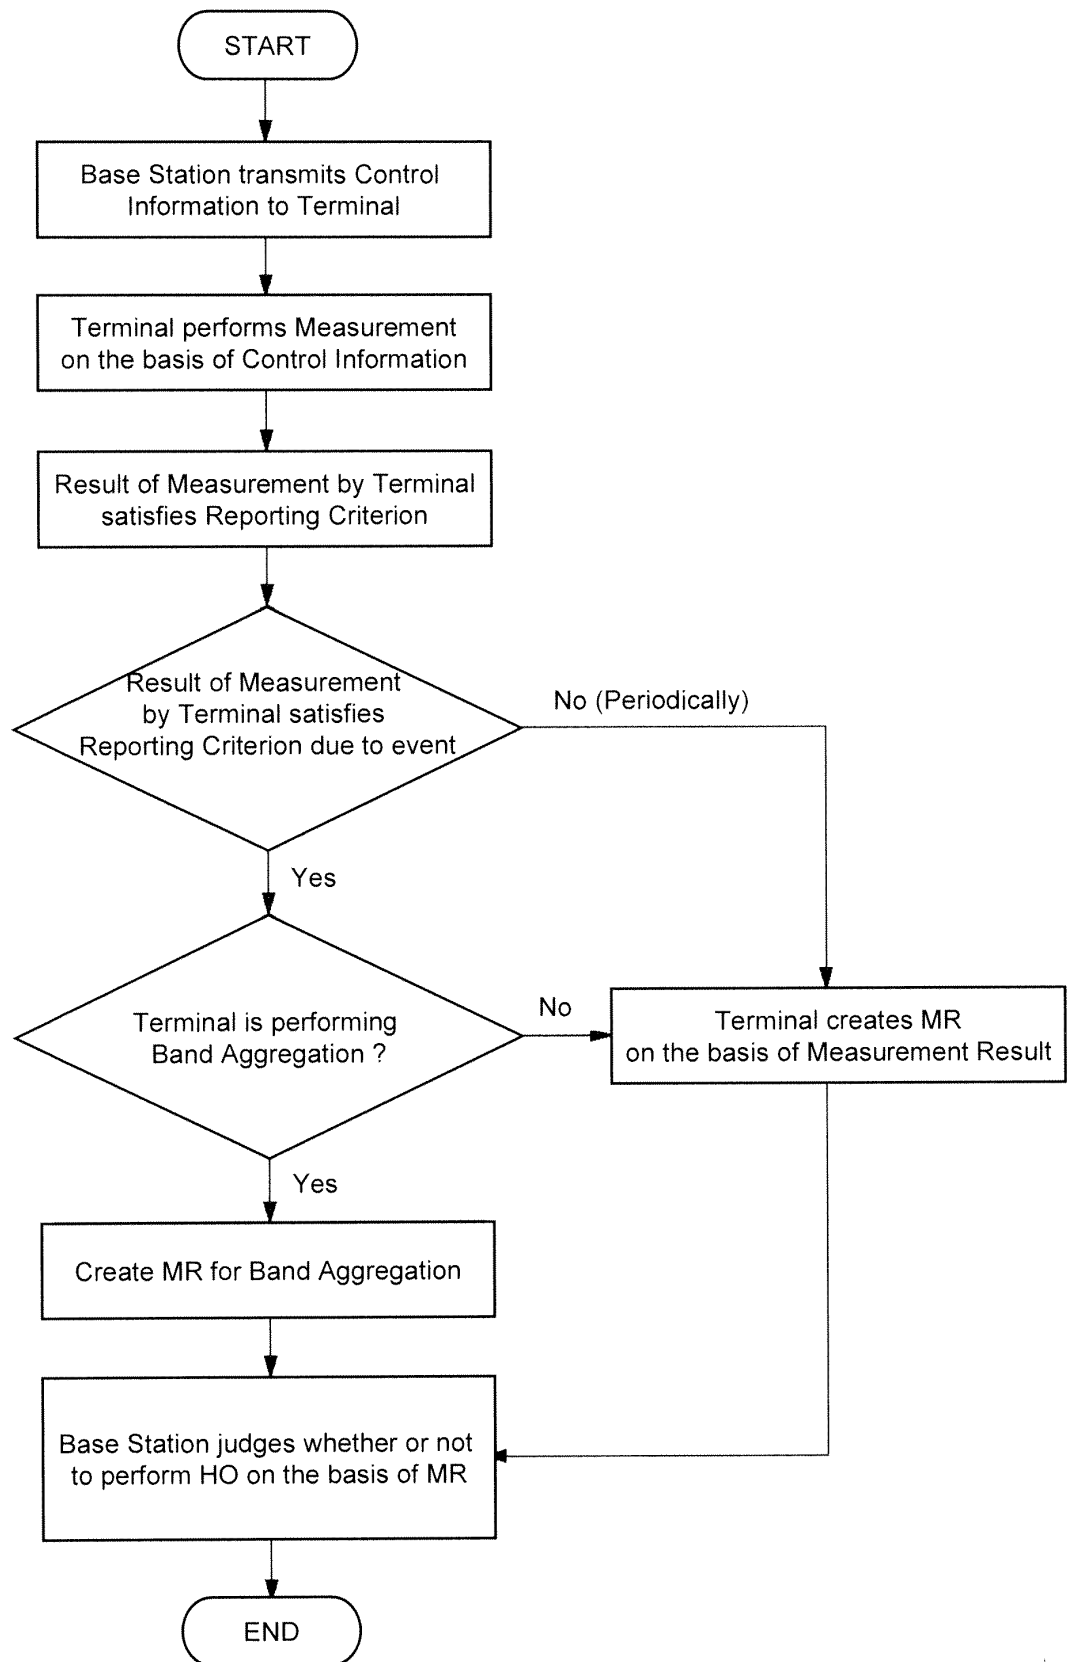 START
Base Station transmits Control
Information to Terminal
Terminal performs Measurement
on the basis of Control Information
Result of Measurement by Terminal
satisfies Reporting Criterion
Result of Measurement
by Terminal satisfies
Reporting Criterion due to event
No (Periodically)
Yes
Terminal is performing
Band Aggregation ?
No
Terminal creates MR
on the basis of Measurement Result
Yes
Create MR for Band Aggregation
Base Station judges whether or not
to perform HO on the basis of MR
END